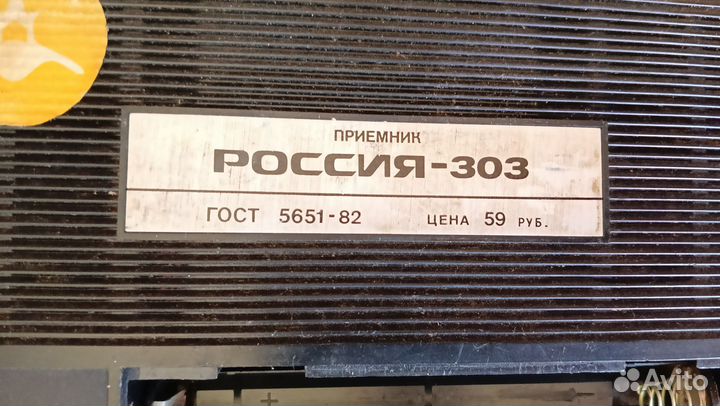 ПРИЕМНИК
РОССИЯ-303
ГОСТ 5651-82 ЦЕНА 59 РУБ.
Avito